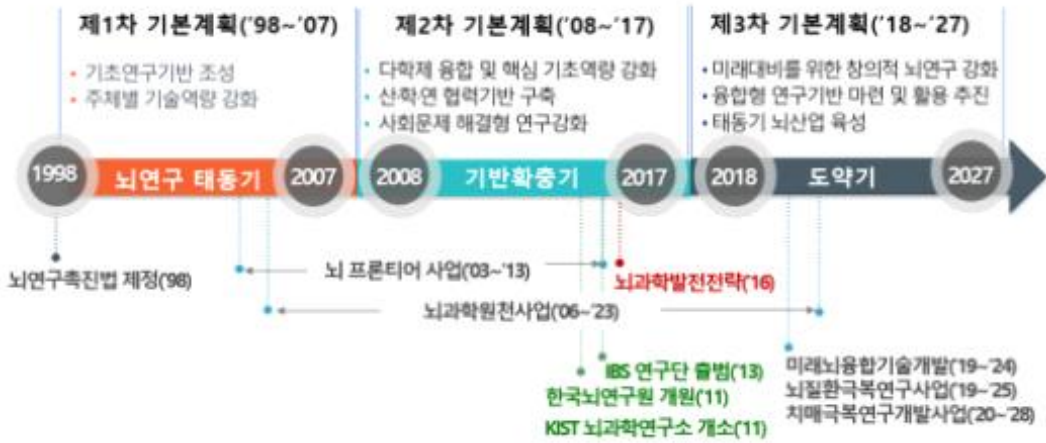 제1차 기본계획('98~'07)
• 기초연구기반 조성
• 주체별 기술역량 강화
제2차 기본계획('08~'17)
• 다학제 융합 및 핵심 기초역량 강화
• 산·학·연 협력기반 구축
• 사회문제 해결형 연구강화
제3차 기본계획('18~'27)
• 미래대비를 위한 창의적 뇌연구 강화
• 융합형 연구기반 마련 및 활용 추진
• 태동기 뇌산업 육성
1998 뇌연구 태동기 2007 2008 기반확충기 2017 2018 도약기 2027
뇌연구촉진법 제정('98)
뇌 프론티어 사업('03~'13)
뇌과학발전전략('16)
뇌과학원천사업('06~'23)
IBS 연구단 출범('13)
한국뇌연구원 개원('11)
KIST 뇌과학연구소 개소('11)
미래뇌융합기술개발('19~'24)
뇌질환극복연구사업('19~'25)
치매극복연구개발사업('20~'28)